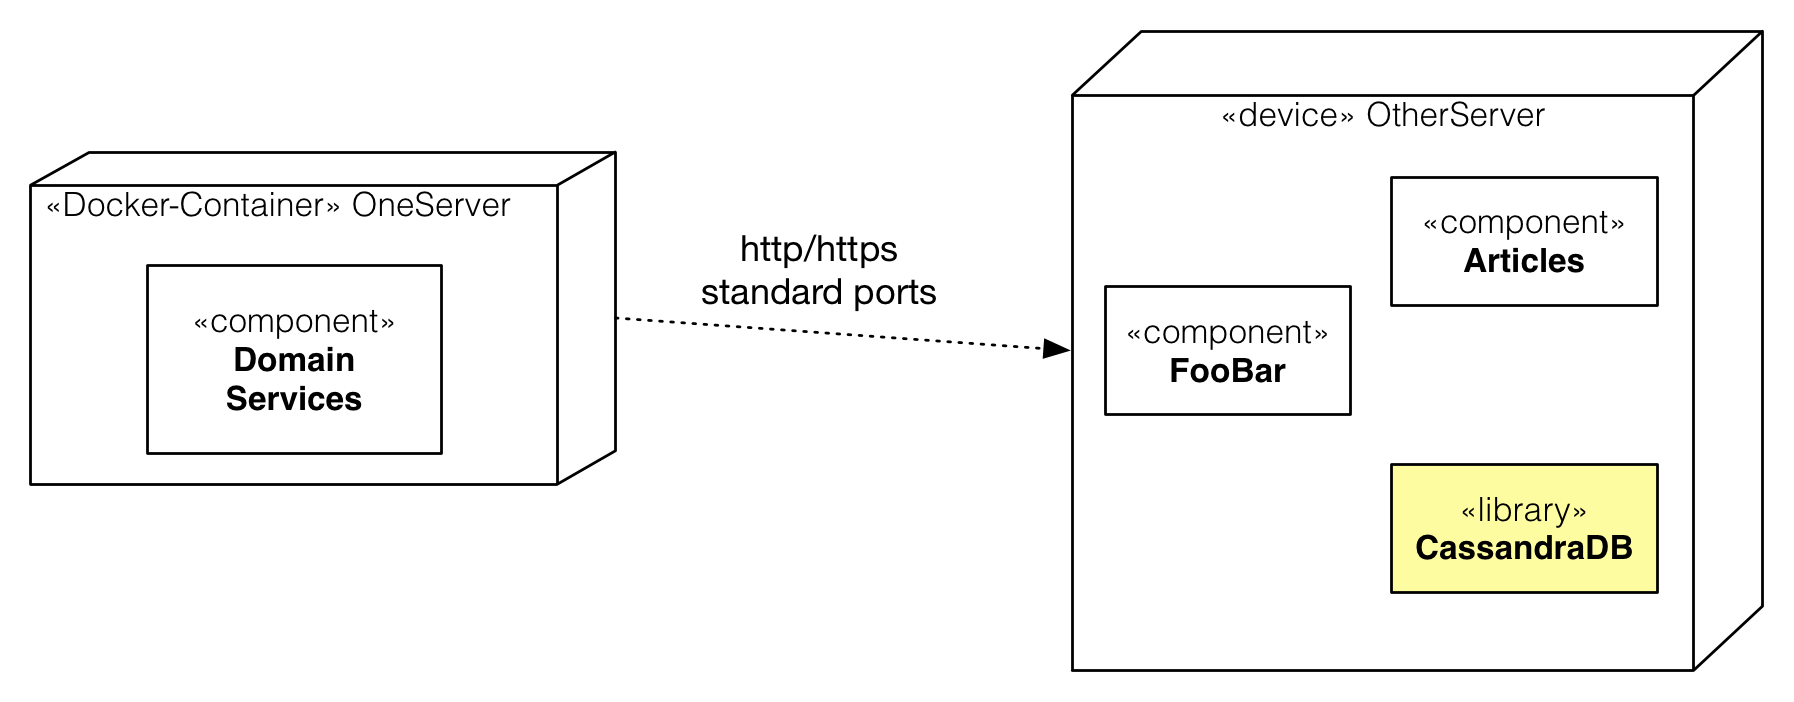 «Docker-Container» OneServer
«component»
Domain
Services
http/https
standard ports
«device» OtherServer
«component»
Articles
«component»
FooBar
«library»
CassandraDB